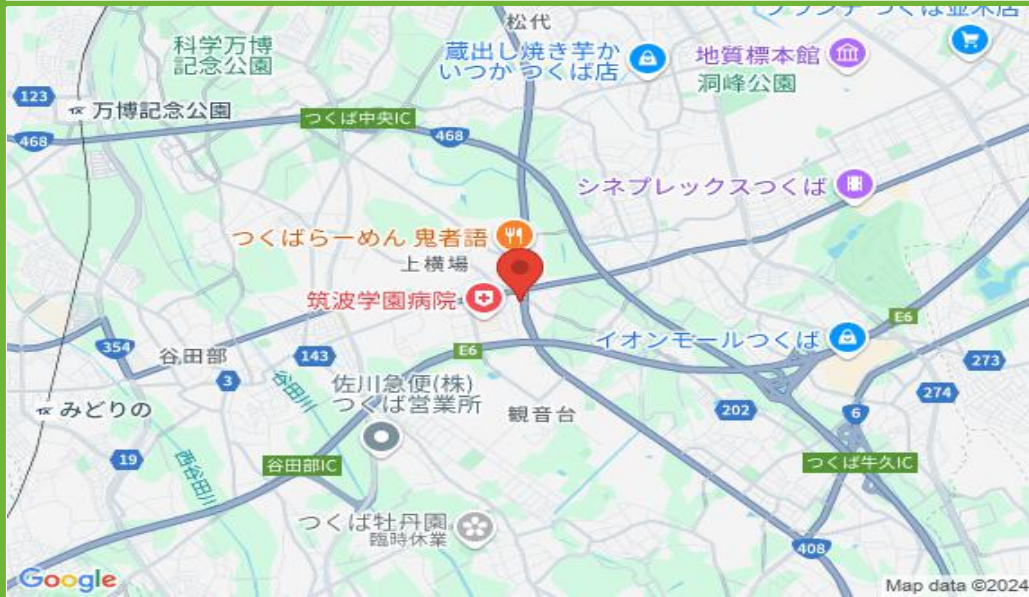 松代
科学万博
記念公園
蔵出し焼き芋か
いつか つくば店
地質標本館
洞峰公園
123
万博記念公園
つくば中央IC
468
468
シネプレックスつくば
つくばらーめん 鬼者語
上横場
筑波学園病院
E6
イオンモールつくば
354
谷田部
143
E6
273
3
谷田川
佐川急便(株)
つくば営業所
観音台
202
274
6
みどりの
19
西谷田川
谷田部IC
つくば牛久IC
つくば牡丹園
臨時休業
408
Google
Map data ©2024